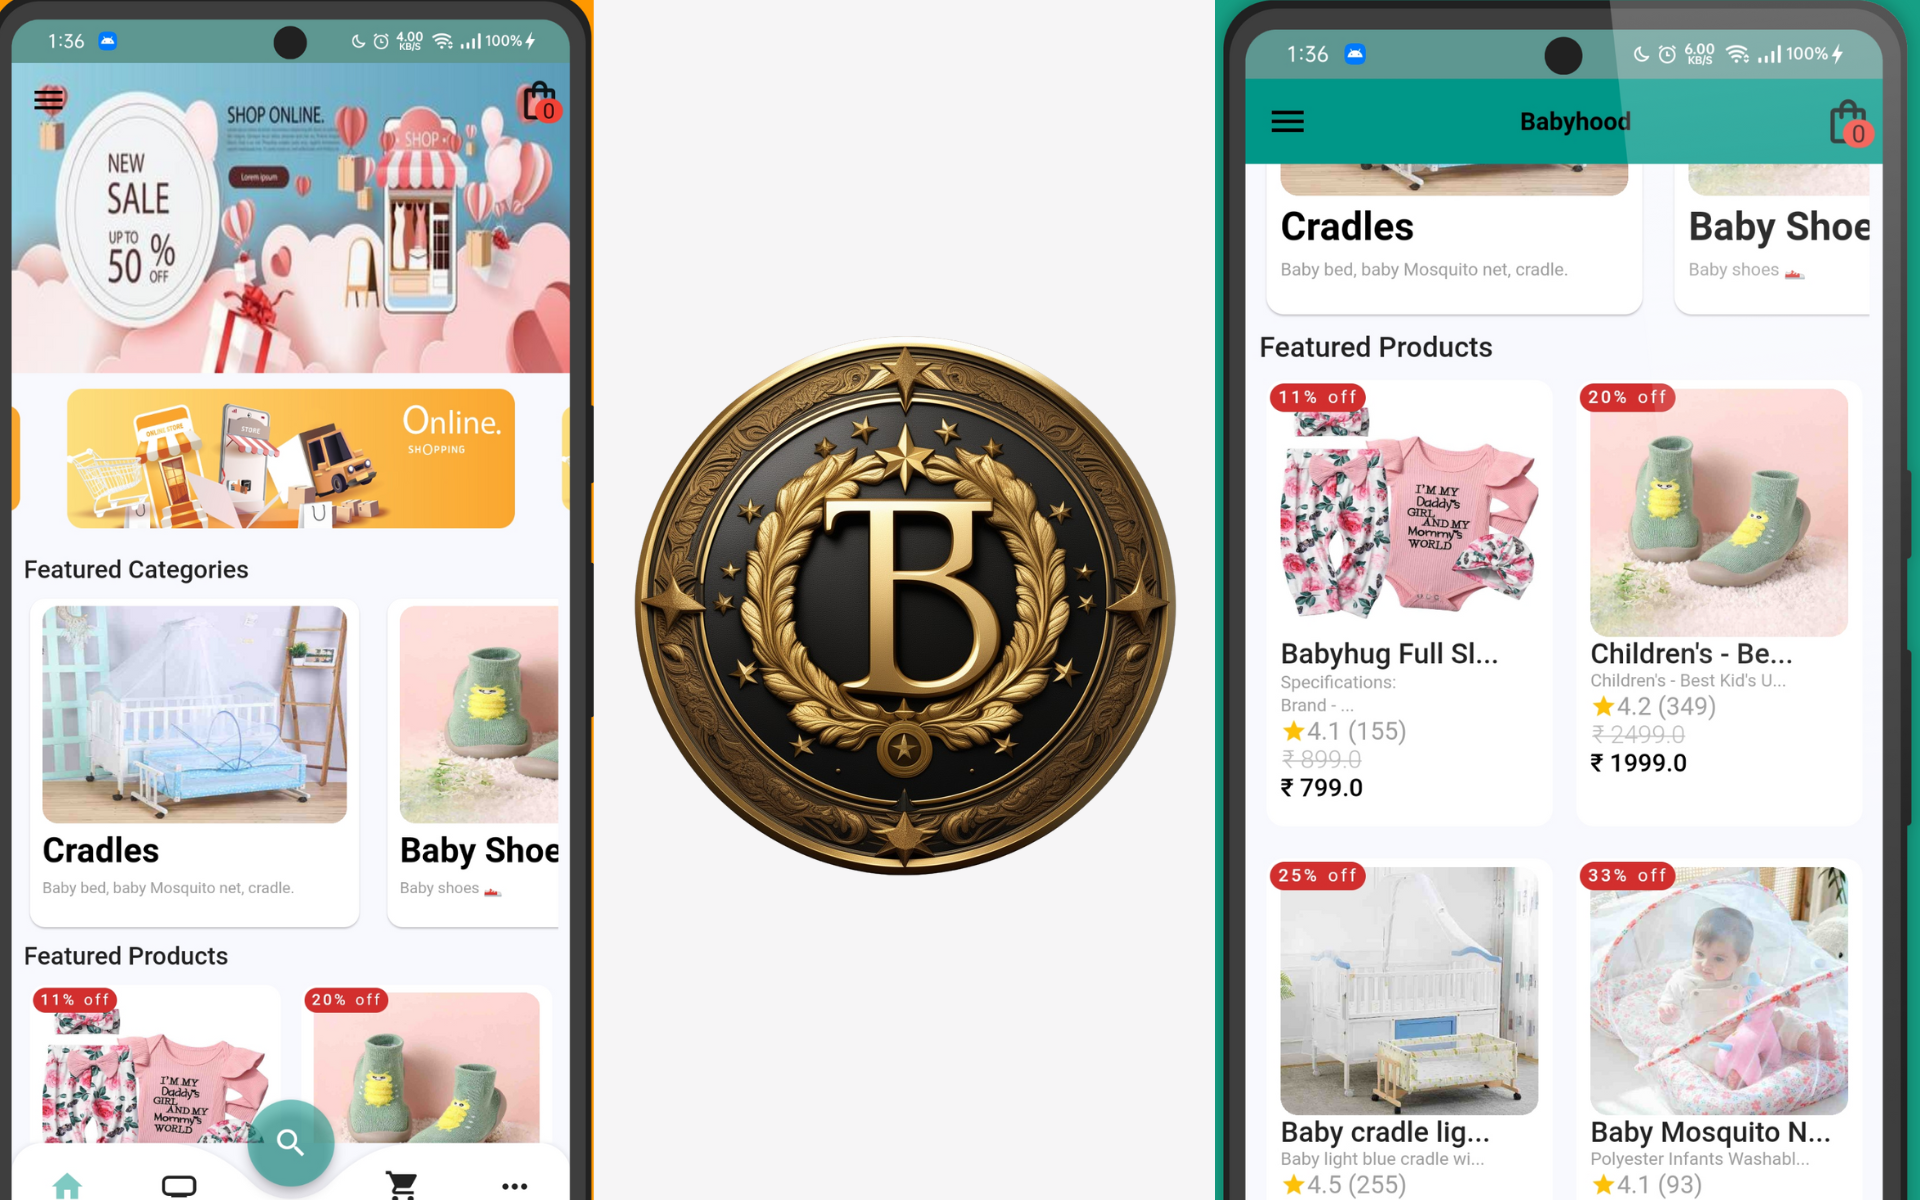 1:36
4.00
KB/S
100%
0
SHOP ONLINE.
Lorem ipsum
SHOP
NEW
SALE
UP TO
50 %
OFF
ONLINE STORE
STORE
Online.
SHOPPING
Featured Categories
Cradles
Baby bed, baby Mosquito net, cradle.
Baby Shoe
Baby shoes 👟
Featured Products
11% off
20% off
I'M MY
Daddy's
GIRL
AND MY
Mommy's
WORLD
B
1:36
6.00
KB/S
100%
Babyhood
0
Cradles
Baby bed, baby Mosquito net, cradle.
Baby Shoe
Baby shoes 👟
Featured Products
11% off
I'M MY
Daddy's
GIRL
AND MY
Mommy's
WORLD
Babyhug Full Sl...
Specifications:
Brand - ...
4.1 (155)
₹ 899.0
₹ 799.0
20% off
Children's - Be...
Children's - Best Kid's U...
4.2 (349)
₹ 2499.0
₹ 1999.0
25% off
Baby cradle lig...
Baby light blue cradle wi...
4.5 (255)
33% off
Baby Mosquito N...
Polyester Infants Washabl...
4.1 (93)